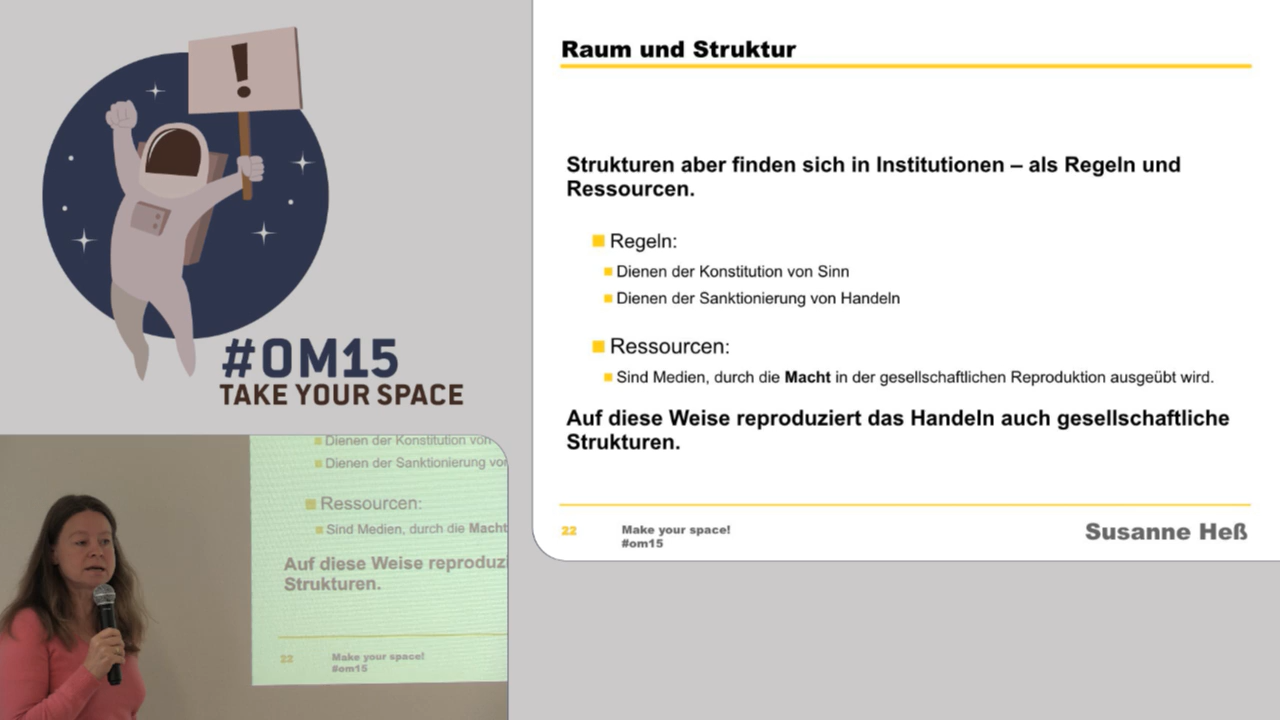 !
#OM15
TAKE YOUR SPACE
Raum und Struktur
Strukturen aber finden sich in Institutionen – als Regeln und
Ressourcen.
Regeln:
Dienen der Konstitution von Sinn
Dienen der Sanktionierung von Handeln
Ressourcen:
Sind Medien, durch die Macht in der gesellschaftlichen Reproduktion ausgeübt wird.
Auf diese Weise reproduziert das Handeln auch gesellschaftliche
Strukturen.
22
Make your space!
#om15
Susanne Heß
Dienen der Konstitution von
Dienen der Sanktionierung vo
Ressourcen:
Sind Medien, durch die Macht
Auf diese Weise reproduz
Strukturen.
22
Make your space!
#om15